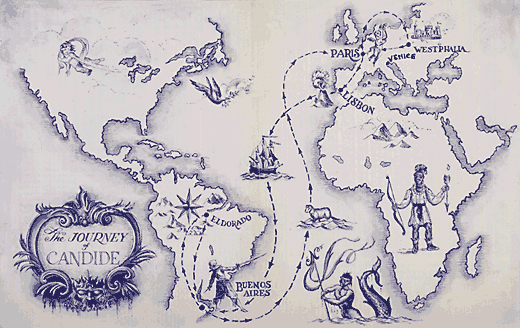 PARIS
WESTPHALIA
VENICE
LISBON
ELDORADO
BUENOS
AIRES
The JOURNEY
of
CANDIDE